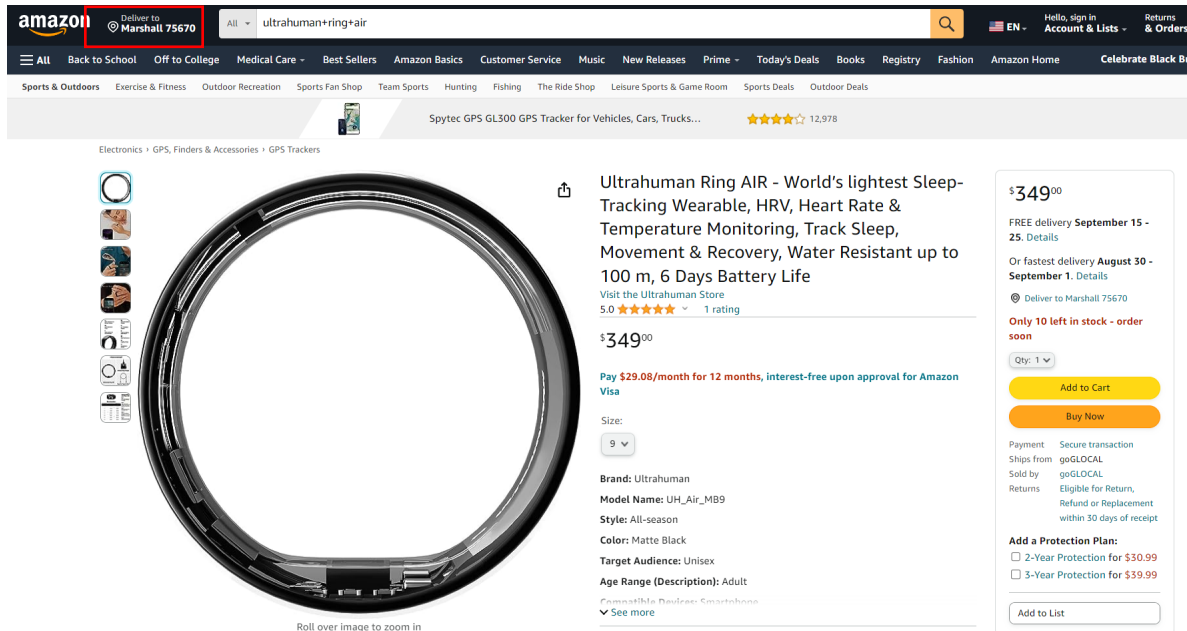 amazon
Deliver to
Marshall 75670
All
ultrahuman+ring+air
EN
Hello, sign in
Account & Lists
Returns
& Orders
All
Back to School
Off to College
Medical Care
Best Sellers
Amazon Basics
Customer Service
Music
New Releases
Prime
Today's Deals
Books
Registry
Fashion
Amazon Home
Celebrate Black
Sports & Outdoors
Exercise & Fitness
Outdoor Recreation
Sports Fan Shop
Team Sports
Hunting
Fishing
The Ride Shop
Leisure Sports & Game Room
Sports Deals
Outdoor Deals
Spytec GPS GL300 GPS Tracker for Vehicles, Cars, Trucks...
12,978
Electronics › GPS, Finders & Accessories › GPS Trackers
Ultrahuman Ring AIR - World's lightest Sleep-
Tracking Wearable, HRV, Heart Rate &
Temperature Monitoring, Track Sleep,
Movement & Recovery, Water Resistant up to
100 m, 6 Days Battery Life
Visit the Ultrahuman Store
5.0
1 rating
$34900
Pay $29.08/month for 12 months, interest-free upon approval for Amazon
Visa
Size:
9
Brand: Ultrahuman
Model Name: UH_Air_MB9
Style: All-season
Color: Matte Black
Target Audience: Unisex
Age Range (Description): Adult
Compatible Devices: Smartphone
See more
Roll over image to zoom in
$34900
FREE delivery September 15 -
25. Details
Or fastest delivery August 30 -
September 1. Details
Deliver to Marshall 75670
Only 10 left in stock - order
soon
Qty: 1
Add to Cart
Buy Now
Payment Secure transaction
Ships from goGLOCAL
Sold by goGLOCAL
Returns Eligible for Return,
Refund or Replacement
within 30 days of receipt
Add a Protection Plan:
2-Year Protection for $30.99
3-Year Protection for $39.99
Add to List